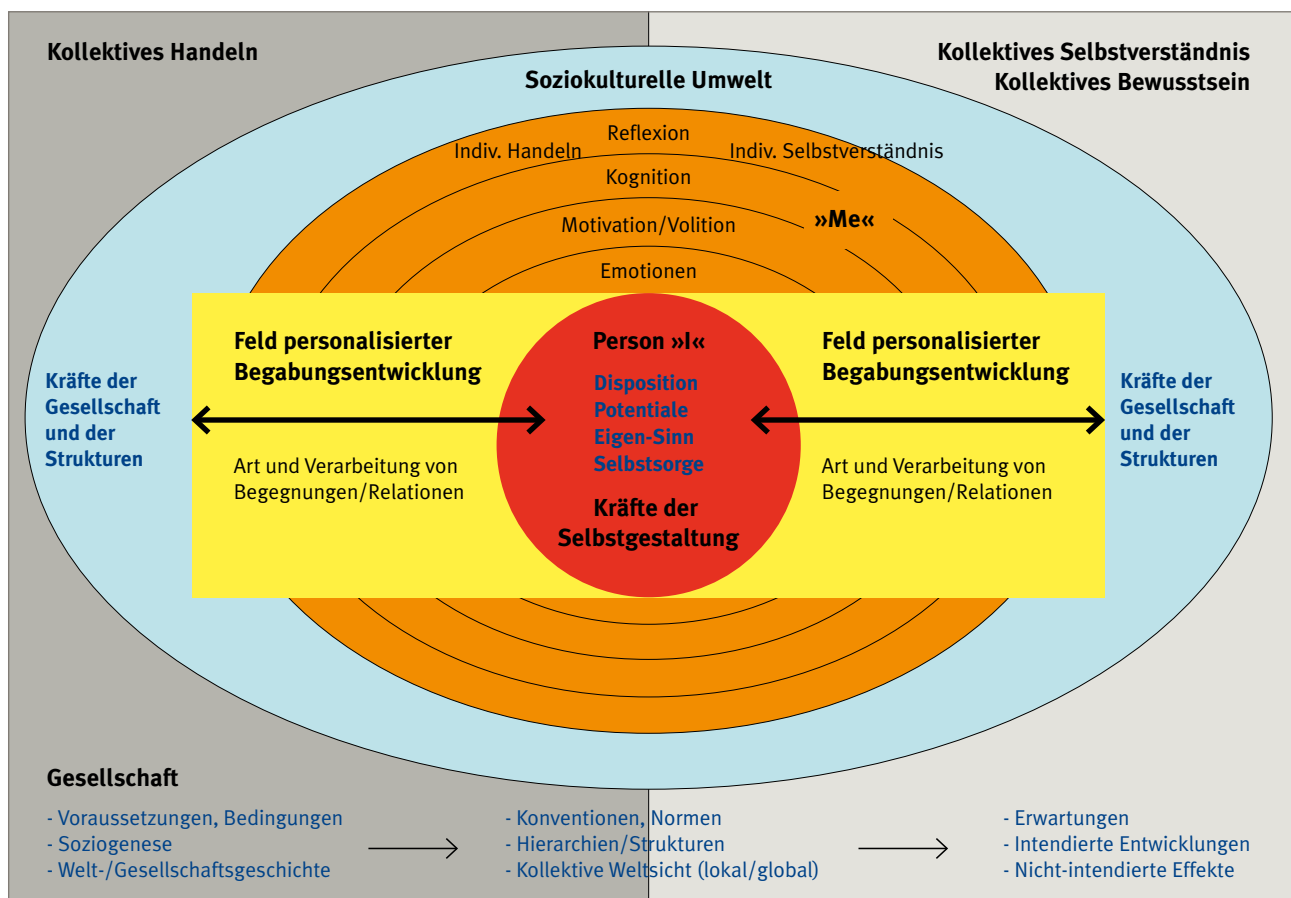 Kollektives Handeln
Kollektives Selbstverständnis
Kollektives Bewusstsein
Soziokulturelle Umwelt
Reflexion
Indiv. Handeln
Indiv. Selbstverständnis
Kognition
»Me«
Motivation/Volition
Emotionen
Feld personalisierter
Begabungsentwicklung
Person »I«
Feld personalisierter
Begabungsentwicklung
Kräfte der
Gesellschaft
und der
Strukturen
Disposition
Potentiale
Eigen-Sinn
Selbstsorge
Kräfte der
Gesellschaft
und der
Strukturen
Art und Verarbeitung von
Begegnungen/Relationen
Kräfte der
Selbstgestaltung
Art und Verarbeitung von
Begegnungen/Relationen
Gesellschaft
- Voraussetzungen, Bedingungen
- Soziogenese
- Welt-/Gesellschaftsgeschichte
- Konventionen, Normen
- Hierarchien/Strukturen
- Kollektive Weltsicht (lokal/global)
- Erwartungen
- Intendierte Entwicklungen
- Nicht-intendierte Effekte